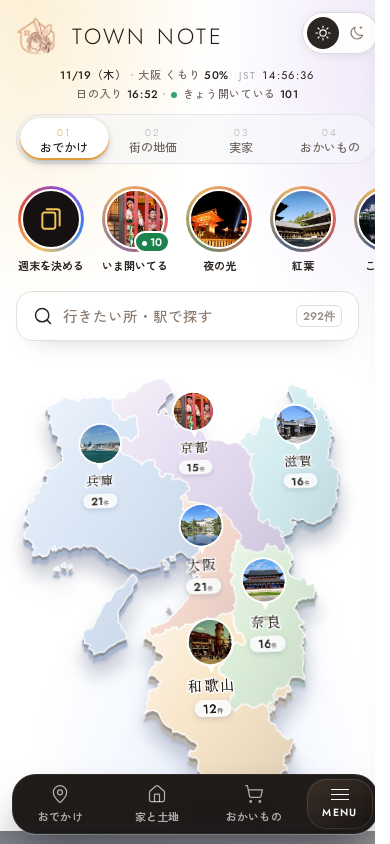 TOWN NOTE
11/19（木）・大阪 くもり 50% JST 14:56:36
日の入り 16:52・● きょう開いている 101
01 02 03 04
おでかけ 街の地価 実家 おかいもの
● 10
週末を決める いま開いてる 夜の光 紅葉 こ
行きたい所・駅で探す 292件
京都
15件
兵庫
21件
滋賀
16件
大阪
21件
奈良
16件
和歌山
12件
おでかけ 家と土地 おかいもの MENU